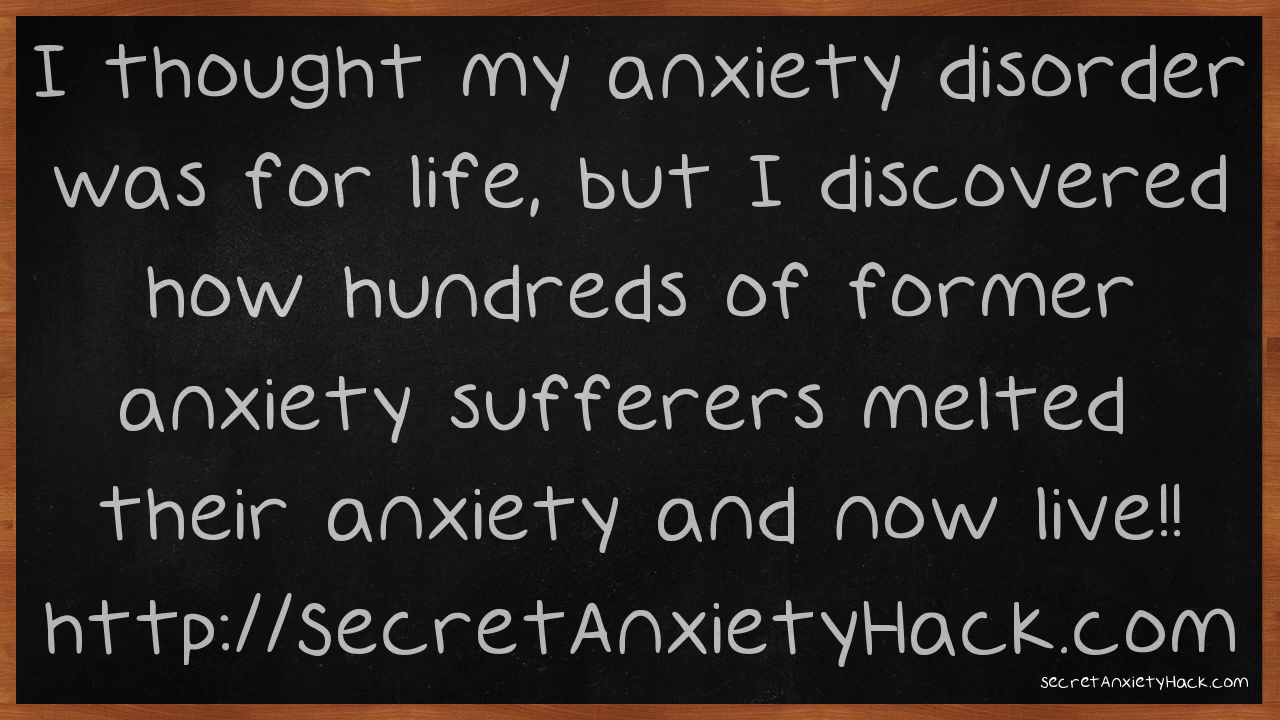 I thought my anxiety disorder
was for life, but I discovered
how hundreds of former
anxiety sufferers melted
their anxiety and now live!!
http://SecretAnxietyHack.com
SecretAnxietyHack.com